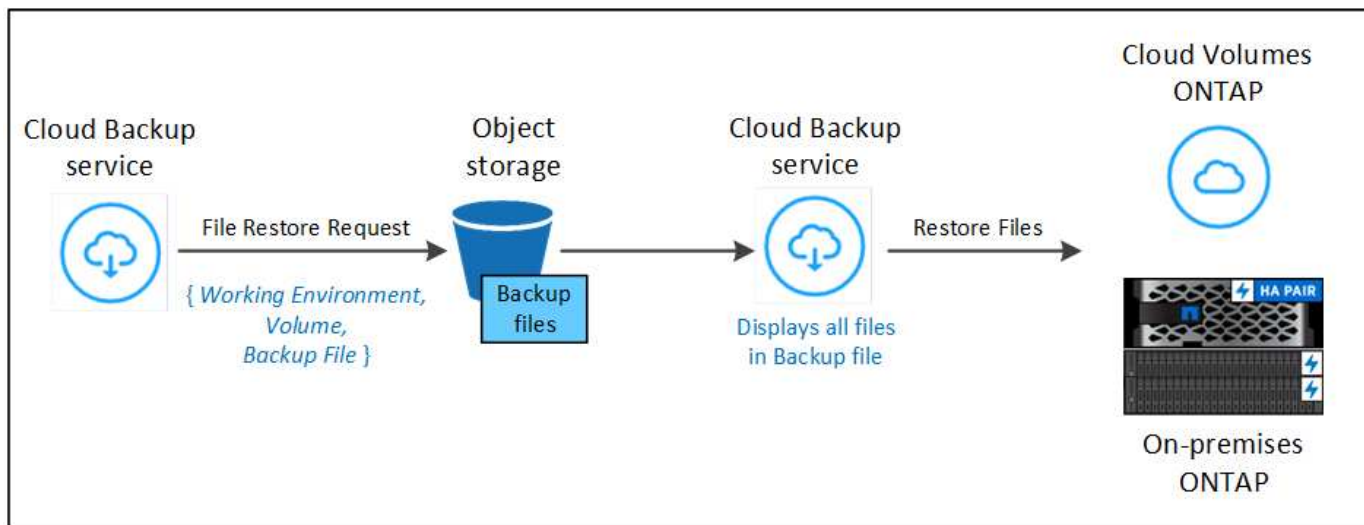 Cloud Backup
service
File Restore Request
{ Working Environment,
Volume,
Backup File }
Object
storage
Backup
files
Cloud Backup
service
Displays all files
in Backup file
Restore Files
Cloud Volumes
ONTAP
HA PAIR
On-premises
ONTAP